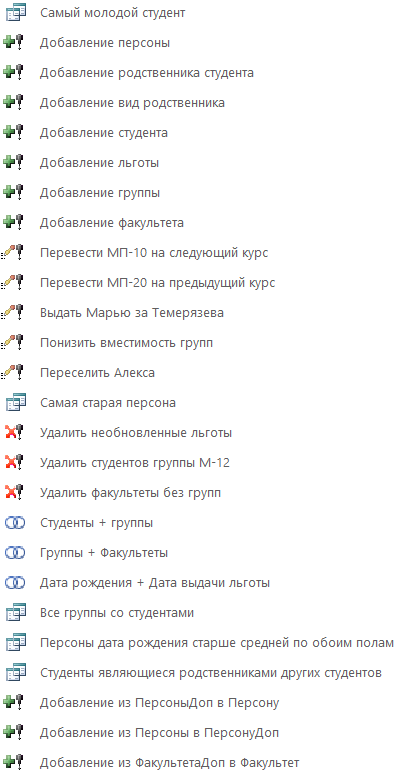 Самый молодой студент
Добавление персоны
Добавление родственника студента
Добавление вид родственника
Добавление студента
Добавление льготы
Добавление группы
Добавление факультета
Перевести МП-10 на следующий курс
Перевести МП-20 на предыдущий курс
Выдать Марью за Темерязева
Понизить вместимость групп
Переселить Алекса
Самая старая персона
Удалить необновленные льготы
Удалить студентов группы М-12
Удалить факультеты без групп
Студенты + группы
Группы + Факультеты
Дата рождения + Дата выдачи льготы
Все группы со студентами
Персоны дата рождения старше средней по обоим полам
Студенты являющиеся родственниками других студентов
Добавление из ПерсоныДоп в Персону
Добавление из Персоны в ПерсонуДоп
Добавление из ФакультетаДоп в Факультет